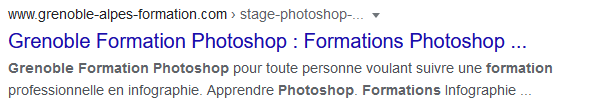 www.grenoble-alpes-formation.com › stage-photoshop-...
Grenoble Formation Photoshop : Formations Photoshop ...
Grenoble Formation Photoshop pour toute personne voulant suivre une formation
professionnelle en infographie. Apprendre Photoshop. Formations Infographie ...